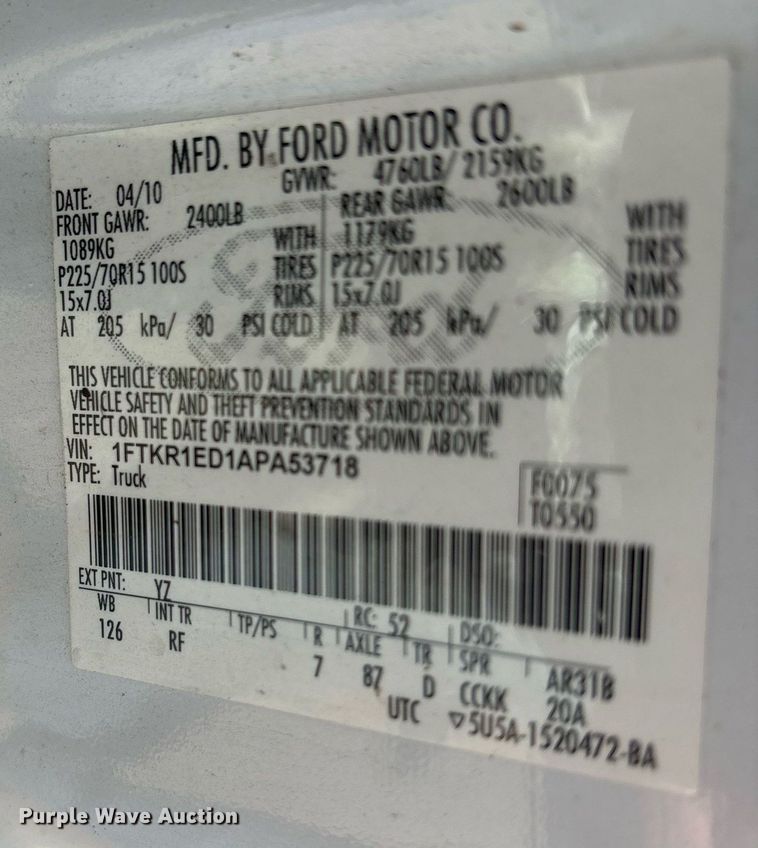 MFD. BY FORD MOTOR CO.
DATE: 04/10 GVWR: 4760LB/ 2159KG
FRONT GAWR: 2400LB REAR GAWR: 2600LB
1089KG WITH 1179KG WITH
P225/70R15 100S TIRES P225/70R15 100S TIRES
15x7.0J RIMS 15x7.0J RIMS
AT 205 kPa/ 30 PSI COLD AT 205 kPa/ 30 PSI COLD
THIS VEHICLE CONFORMS TO ALL APPLICABLE FEDERAL MOTOR
VEHICLE SAFETY AND THEFT PREVENTION STANDARDS IN
EFFECT ON THE DATE OF MANUFACTURE SHOWN ABOVE.
VIN: 1FTKR1ED1APA53718
TYPE: Truck F0075
T0550
EXT PNT: YZ RC: 52 DSO:
WB INT TR TP/PS R AXLE TR SPR AR31B
126 RF 7 87 D CCKK 20A
UTC ▽5U5A-1520472-BA
Purple Wave Auction